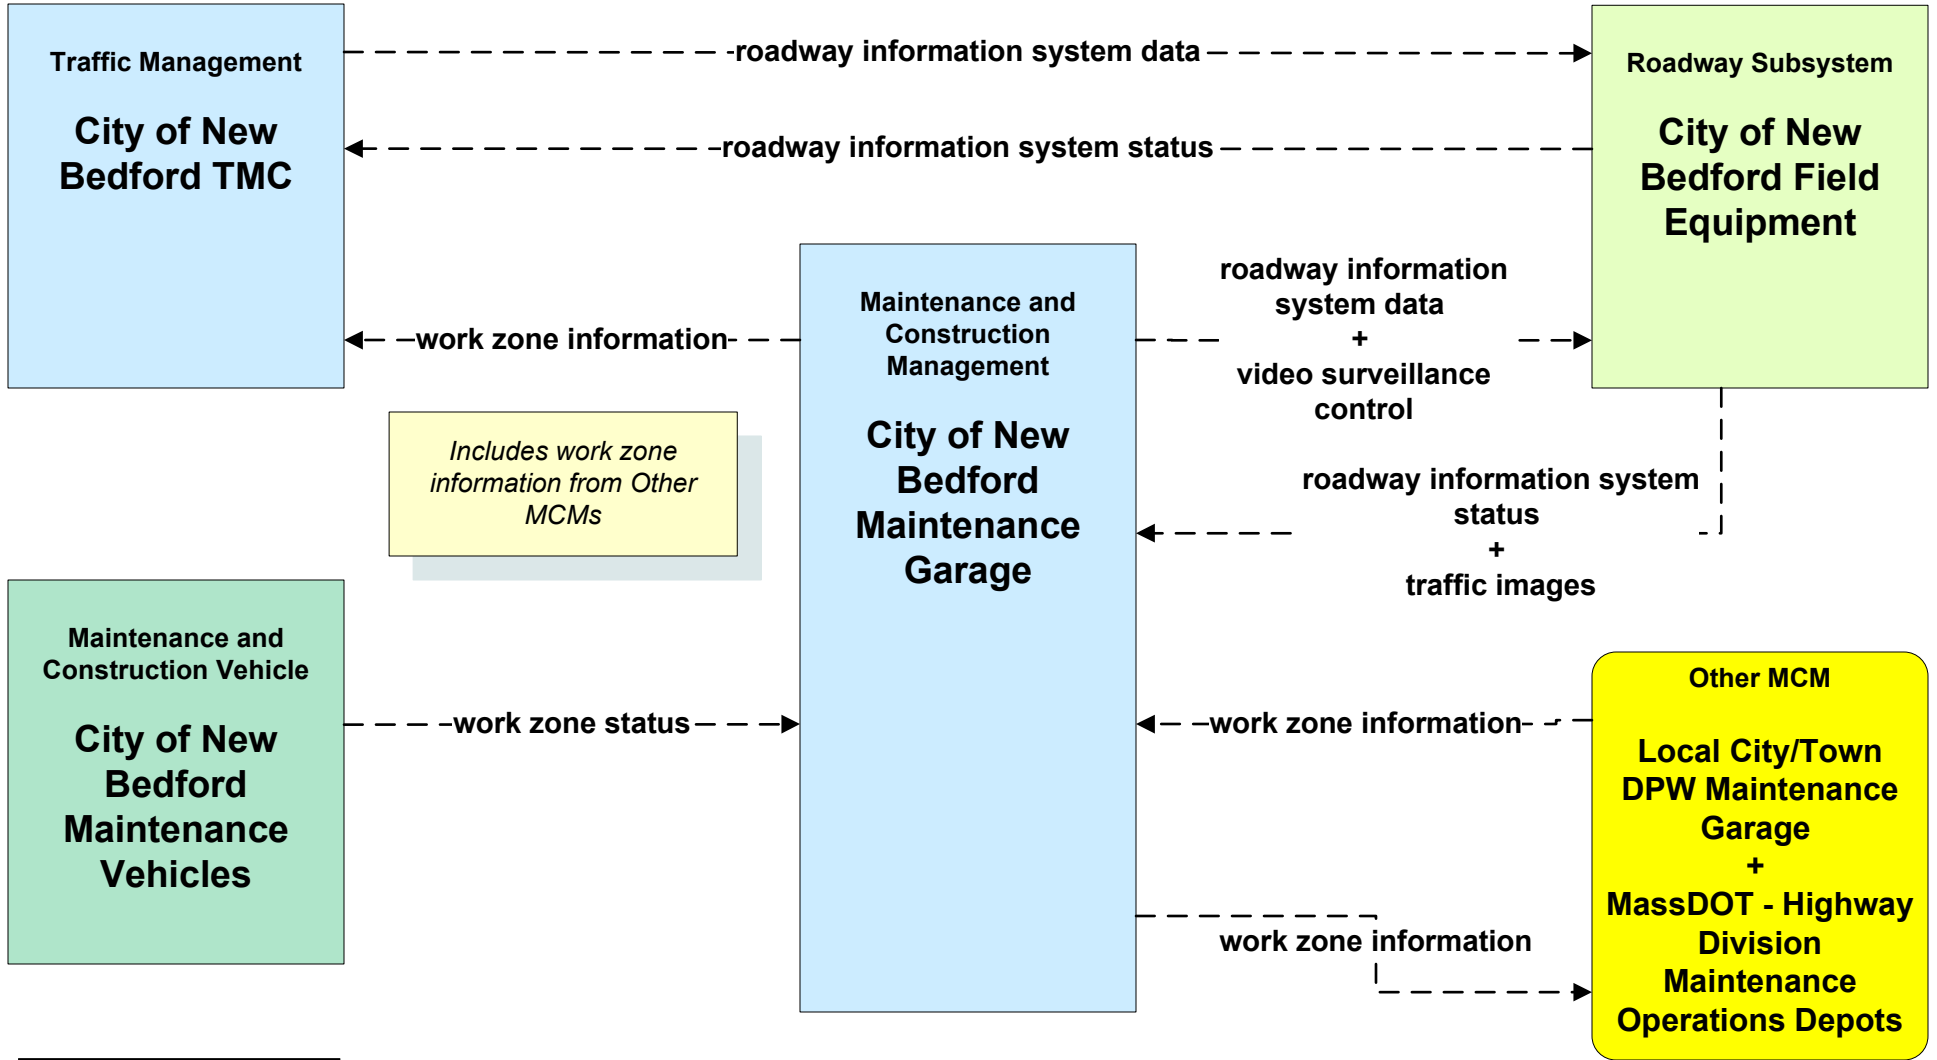 Traffic Management
City of New
Bedford TMC
roadway information system data
roadway information system status
Roadway Subsystem
City of New
Bedford Field
Equipment
work zone information
Maintenance and
Construction
Management
City of New
Bedford
Maintenance
Garage
roadway information
system data
+
video surveillance
control
Includes work zone
information from Other
MCMs
roadway information system
status
+
traffic images
Maintenance and
Construction Vehicle
City of New
Bedford
Maintenance
Vehicles
work zone status
work zone information
Other MCM
Local City/Town
DPW Maintenance
Garage
+
MassDOT - Highway
Division
Maintenance
Operations Depots
work zone information